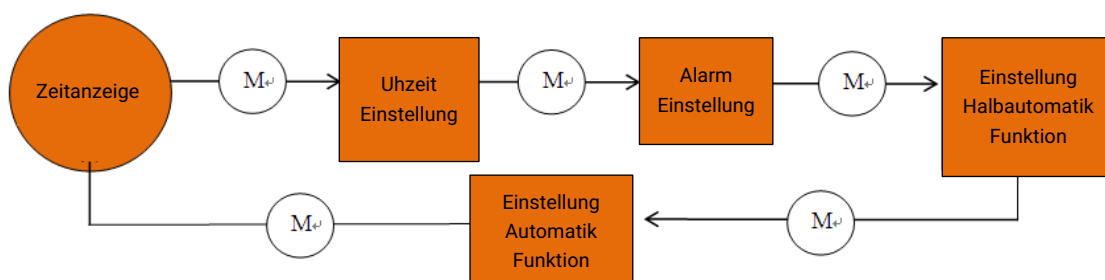 Zeitanzeige
M
Uhzeit
Einstellung
M
Alarm
Einstellung
M
Einstellung
Halbautomatik
Funktion
M
Einstellung
Automatik
Funktion
M